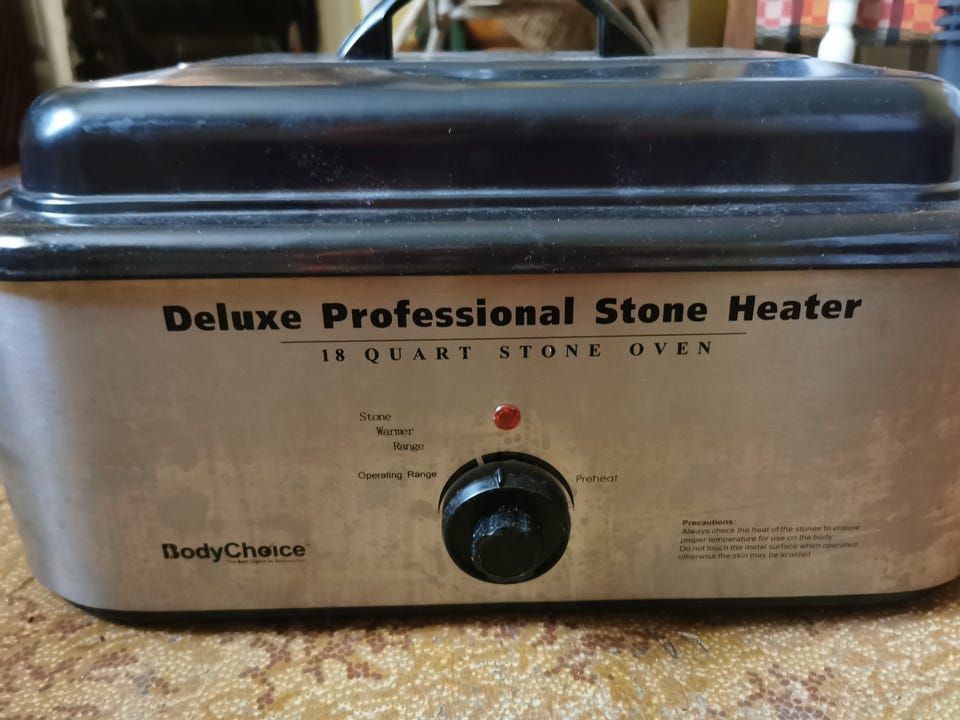 Deluxe Professional Stone Heater
18 QUART STONE OVEN
Stone
Warmer
Range
Operating Range
Preheat
BodyChoice
Precautions:
Always check the heat of the stones to ensure
proper temperature for use on the body
Do not touch the metal surface when operated
otherwise the skin may be scalded